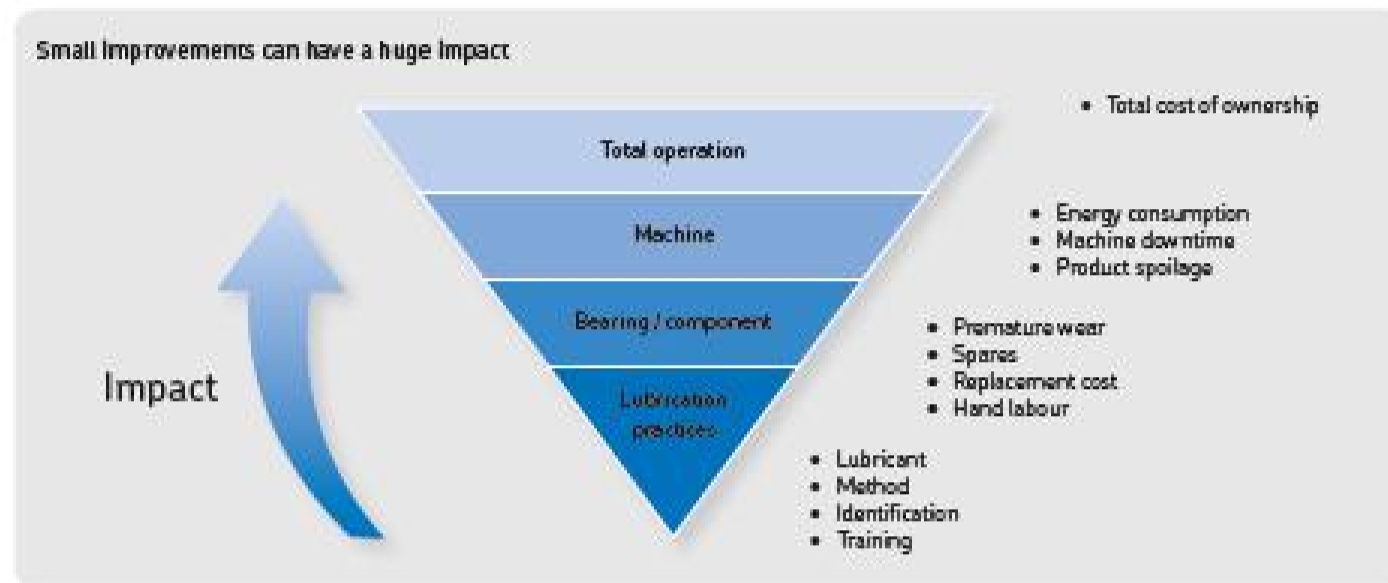 Small improvements can have a huge impact
• Total cost of ownership
Total operation
• Energy consumption
Machine
• Machine downtime
• Product spoilage
Bearing / component
• Premature wear
• Spares
• Replacement cost
• Hand labour
Impact
Lubrication
practices
• Lubricant
• Method
• Identification
• Training